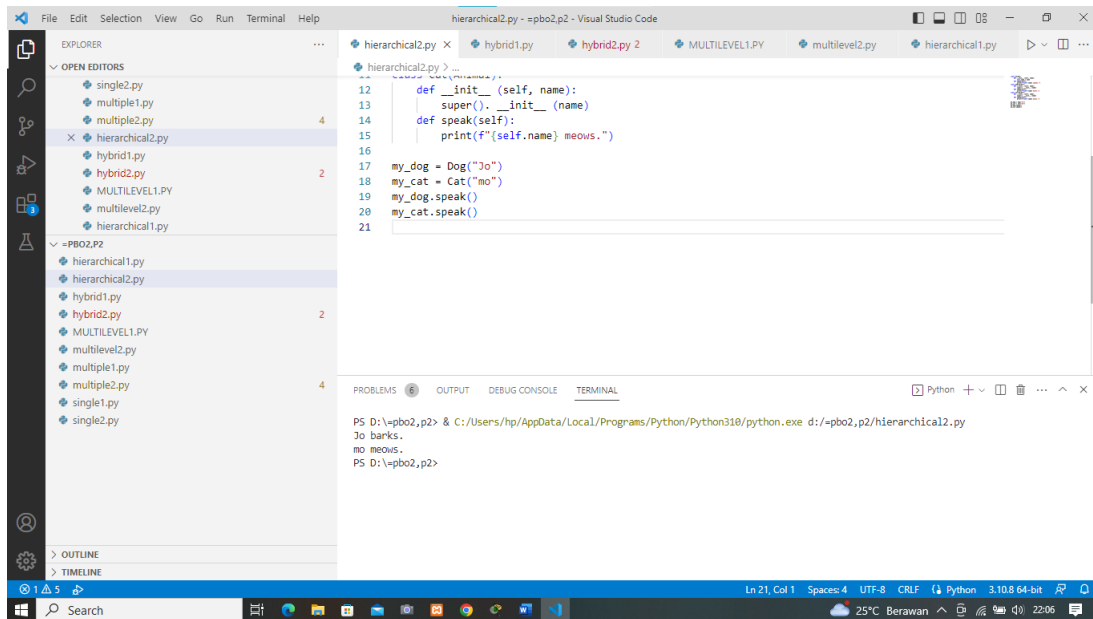 File Edit Selection View Go Run Terminal Help
hierarchical2.py - =pbo2,p2 - Visual Studio Code
EXPLORER
OPEN EDITORS
single2.py
multiple1.py
multiple2.py 4
hierarchical2.py
hybrid1.py
hybrid2.py 2
MULTILEVEL1.PY
multilevel2.py
hierarchical1.py
=PBO2,P2
hierarchical1.py
hierarchical2.py
hybrid1.py
hybrid2.py 2
MULTILEVEL1.PY
multilevel2.py
multiple1.py
multiple2.py 4
single1.py
single2.py
OUTLINE
TIMELINE
3
hierarchical2.py hybrid1.py hybrid2.py 2 MULTILEVEL1.PY multilevel2.py hierarchical1.py
hierarchical2.py > ...
11 class Cat(Animal):
12 def __init__ (self, name):
13 super(). __init__ (name)
14 def speak(self):
15 print(f"{self.name} meows.")
16
17 my_dog = Dog("Jo")
18 my_cat = Cat("mo")
19 my_dog.speak()
20 my_cat.speak()
21
PROBLEMS 6 OUTPUT DEBUG CONSOLE TERMINAL Python
PS D:\=pbo2,p2> & C:/Users/hp/AppData/Local/Programs/Python/Python310/python.exe d:/=pbo2,p2/hierarchical2.py
Jo barks.
mo meows.
PS D:\=pbo2,p2>
1 5 Ln 21, Col 1 Spaces: 4 UTF-8 CRLF Python 3.10.8 64-bit
Search 25°C Berawan 22:06